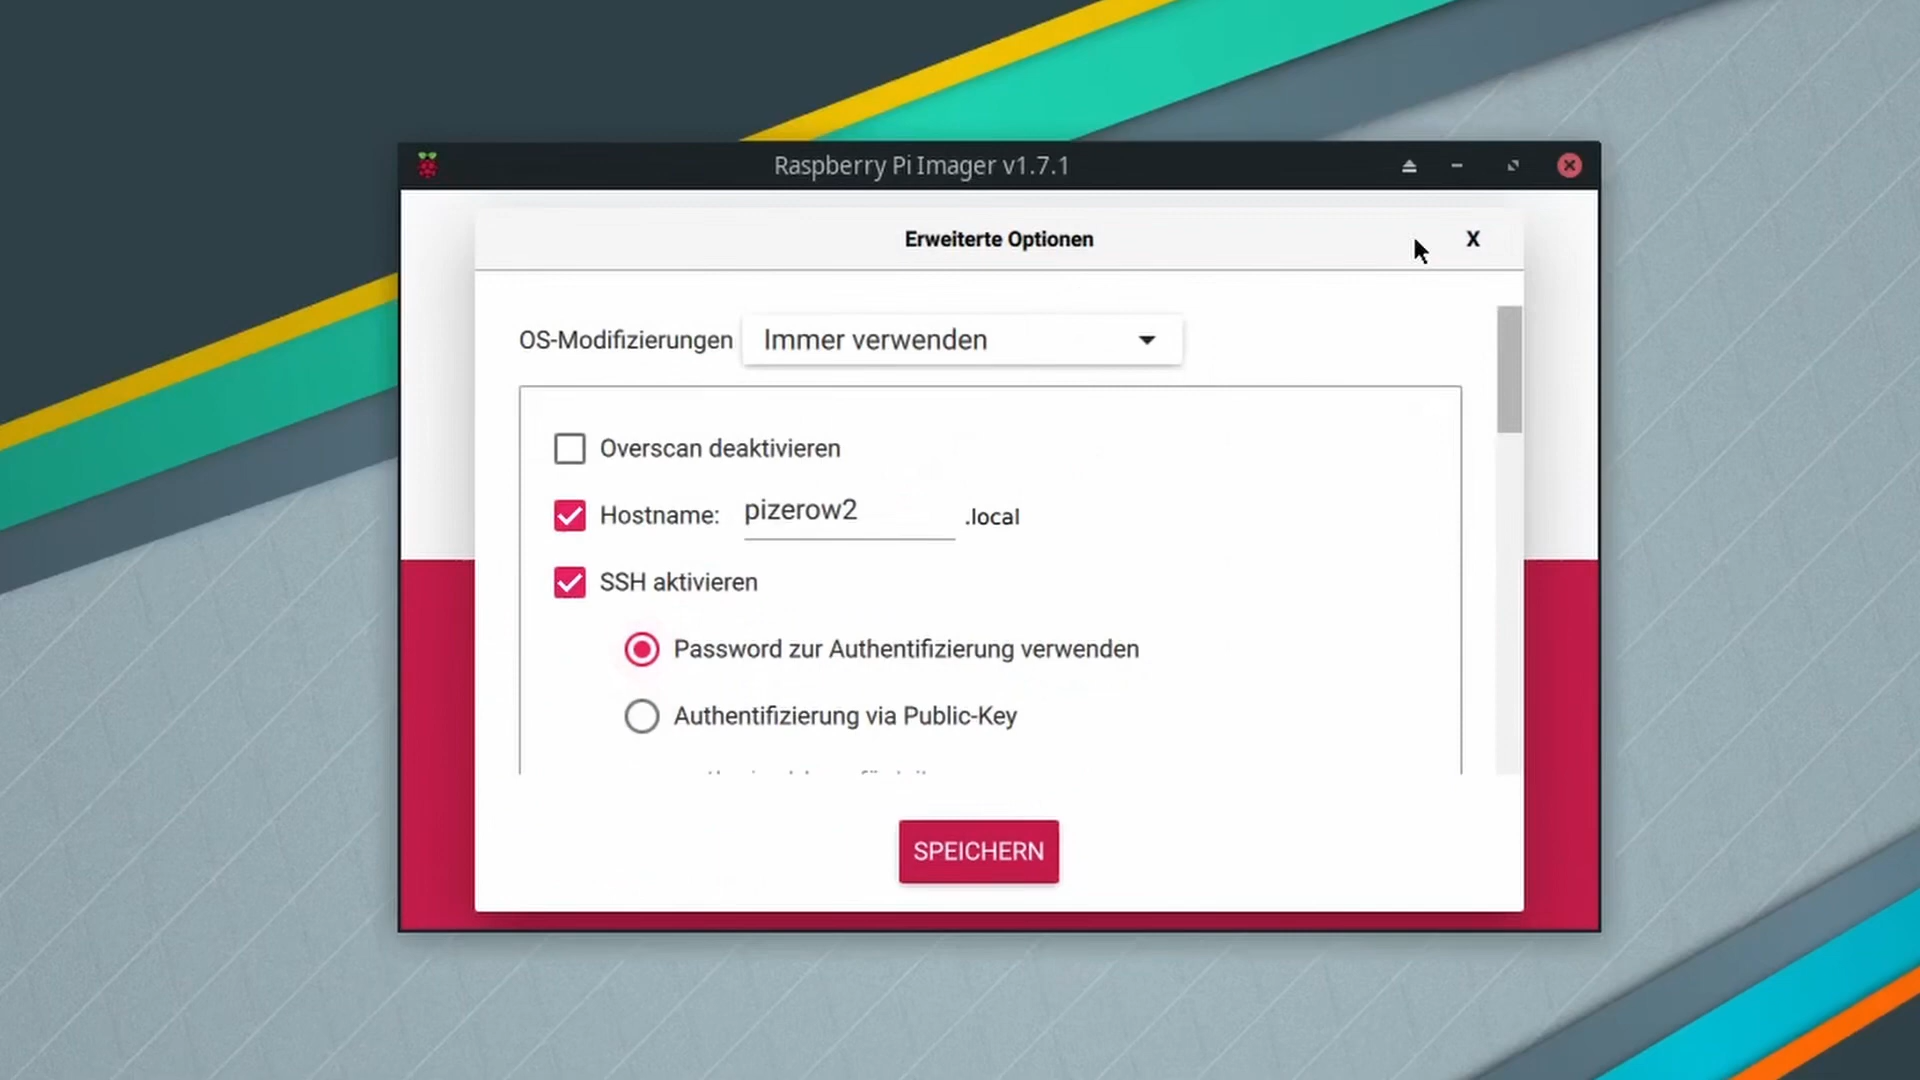 Raspberry Pi Imager v1.7.1
Erweiterte Optionen X
OS-Modifizierungen Immer verwenden
Overscan deaktivieren
Hostname: pizerow2 .local
SSH aktivieren
Password zur Authentifizierung verwenden
Authentifizierung via Public-Key
SPEICHERN